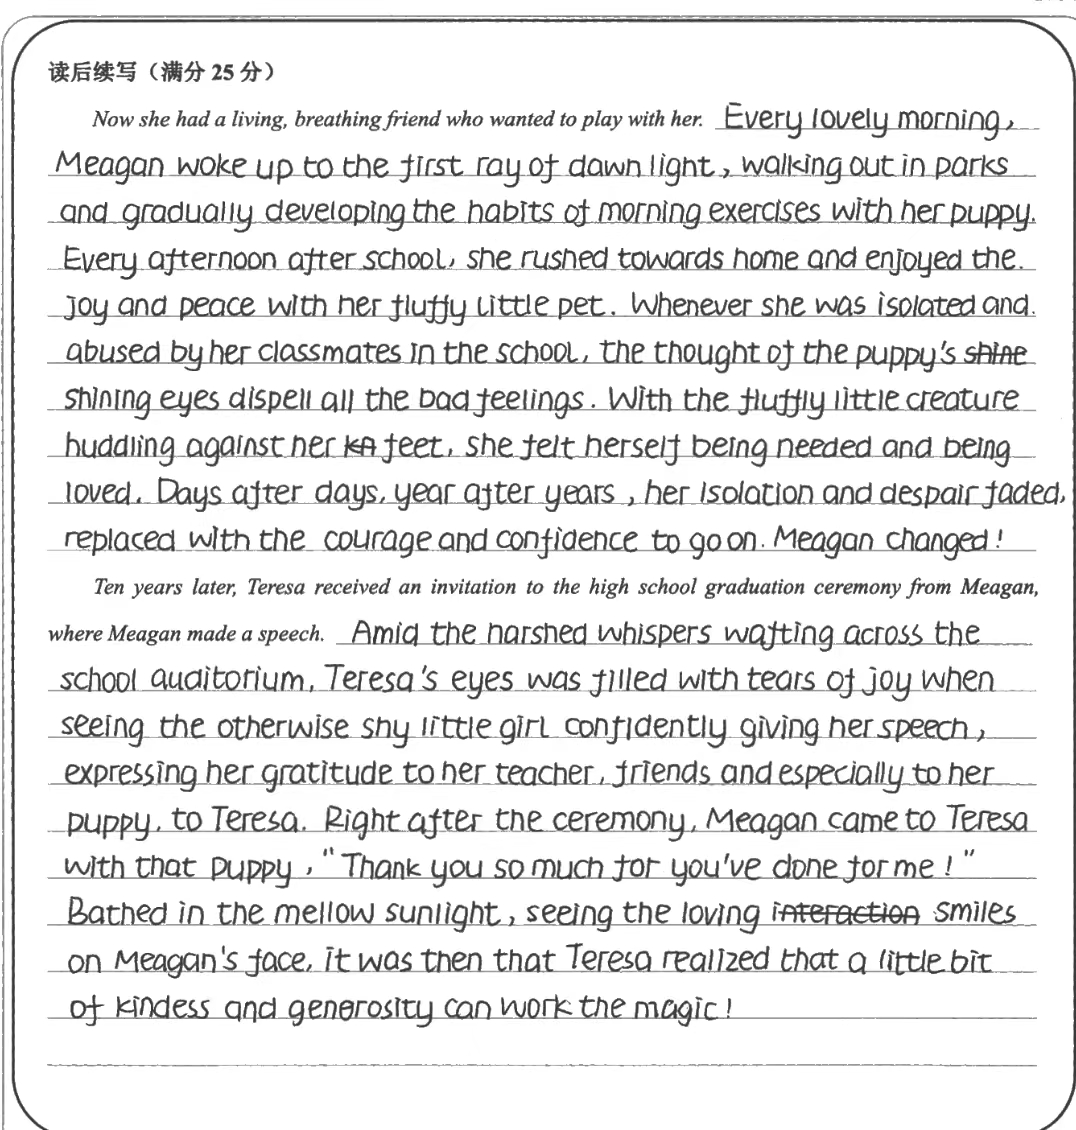 读后续写（满分 25 分）
Now she had a living, breathing friend who wanted to play with her. Every lovely morning,
Meagan woke up to the first ray of dawn light, walking out in parks
and gradually developing the habits of morning exercises with her puppy.
Every afternoon after school, she rushed towards home and enjoyed the.
joy and peace with her fluffy little pet. Whenever she was isolated and.
abused by her classmates in the school, the thought of the puppy's shine
shining eyes dispell all the bad feelings. With the fluffly little creature
huddling against her kn feet, she felt herself being needed and being
loved. Days after days, year after years, her isolation and despair faded,
replaced with the courage and confidence to go on. Meagan changed!
Ten years later, Teresa received an invitation to the high school graduation ceremony from Meagan,
where Meagan made a speech. Amid the harshed whispers wafting across the
school auditorium, Teresa's eyes was filled with tears of joy when
seeing the otherwise shy little girl confidently giving her speech,
expressing her gratitude to her teacher, friends and especially to her
puppy, to Teresa. Right after the ceremony, Meagan came to Teresa
with that puppy, "Thank you so much for you've done for me!"
Bathed in the mellow sunlight, seeing the loving interaction smiles
on Meagan's face, it was then that Teresa realized that a little bit
of kindess and generosity can work the magic!